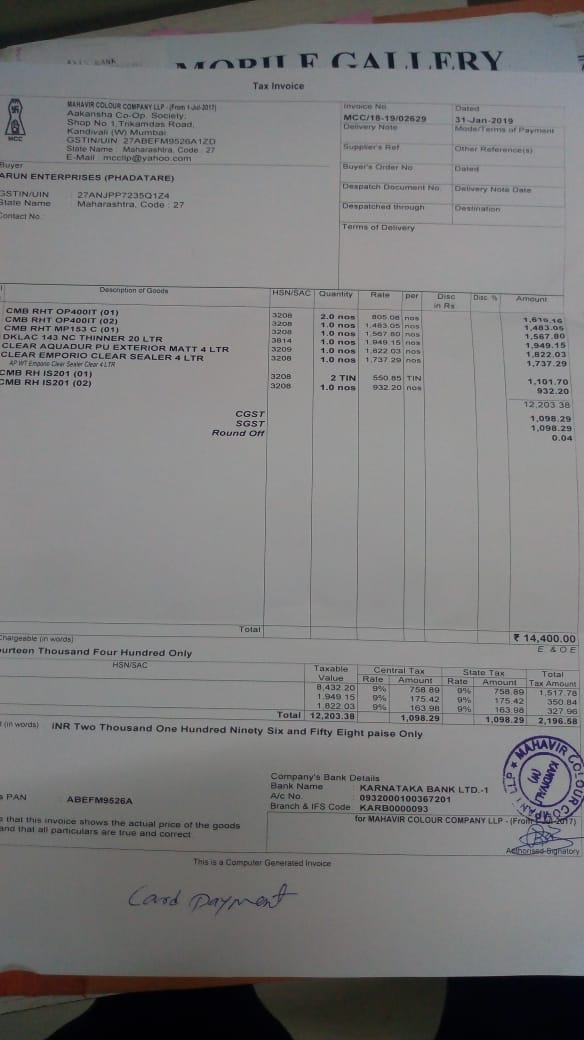 MOBILE GALLERY
Tax Invoice
MCC
MAHAVIR COLOUR COMPANY LLP - (From 1-Jul-2017)
Aakansha Co-Op. Society.
Shop No 1,Trikamdas Road,
Kandivali (W) Mumbai
GSTIN/UIN: 27ABEFM9526A1ZD
State Name : Maharashtra, Code : 27
E-Mail : mccllp@yahoo.com
Invoice No. Dated
MCC/18-19/02629 31-Jan-2019
Delivery Note Mode/Terms of Payment
Supplier's Ref. Other Reference(s)
Buyer
ARUN ENTERPRISES (PHADATARE)
GSTIN/UIN : 27ANJPP7235Q1Z4
State Name : Maharashtra, Code : 27
Contact No.
Buyer's Order No. Dated
Despatch Document No. Delivery Note Date
Despatched through Destination
Terms of Delivery
Description of Goods HSN/SAC Quantity Rate per Disc in Rs Disc. % Amount
CMB RHT OP400IT (01) 3208 2.0 nos 805.08 nos 1,610.16
CMB RHT OP400IT (02) 3208 1.0 nos 1,483.05 nos 1,483.05
CMB RHT MP153 C (01) 3208 1.0 nos 1,567.80 nos 1,567.80
DKLAC 143 NC THINNER 20 LTR 3814 1.0 nos 1,949.15 nos 1,949.15
CLEAR AQUADUR PU EXTERIOR MATT 4 LTR 3209 1.0 nos 1,822.03 nos 1,822.03
CLEAR EMPORIO CLEAR SEALER 4 LTR 3208 1.0 nos 1,737.29 nos 1,737.29
AP WT Emporio Clear Sealer Clear 4 LTR
CMB RH IS201 (01) 3208 2 TIN 550.85 TIN 1,101.70
CMB RH IS201 (02) 3208 1.0 nos 932.20 nos 932.20
12,203.38
CGST 1,098.29
SGST 1,098.29
Round Off 0.04
Total ₹ 14,400.00
Chargeable (in words) E & O E
ourteen Thousand Four Hundred Only
HSN/SAC Taxable Value Central Tax Rate Amount State Tax Rate Amount Total Tax Amount
8,432.20 9% 758.89 9% 758.89 1,517.78
1,949.15 9% 175.42 9% 175.42 350.84
1,822.03 9% 163.98 9% 163.98 327.96
Total 12,203.38 1,098.29 1,098.29 2,196.58
(in words) : INR Two Thousand One Hundred Ninety Six and Fifty Eight paise Only
Company's Bank Details
Bank Name : KARNATAKA BANK LTD.-1
A/c No. : 0932000100367201
Branch & IFS Code : KARB0000093
s PAN : ABEFM9526A
that this invoice shows the actual price of the goods
and that all particulars are true and correct.
for MAHAVIR COLOUR COMPANY LLP - (From 1-Jul-2017)
Authorised Signatory
This is a Computer Generated Invoice
Card payment